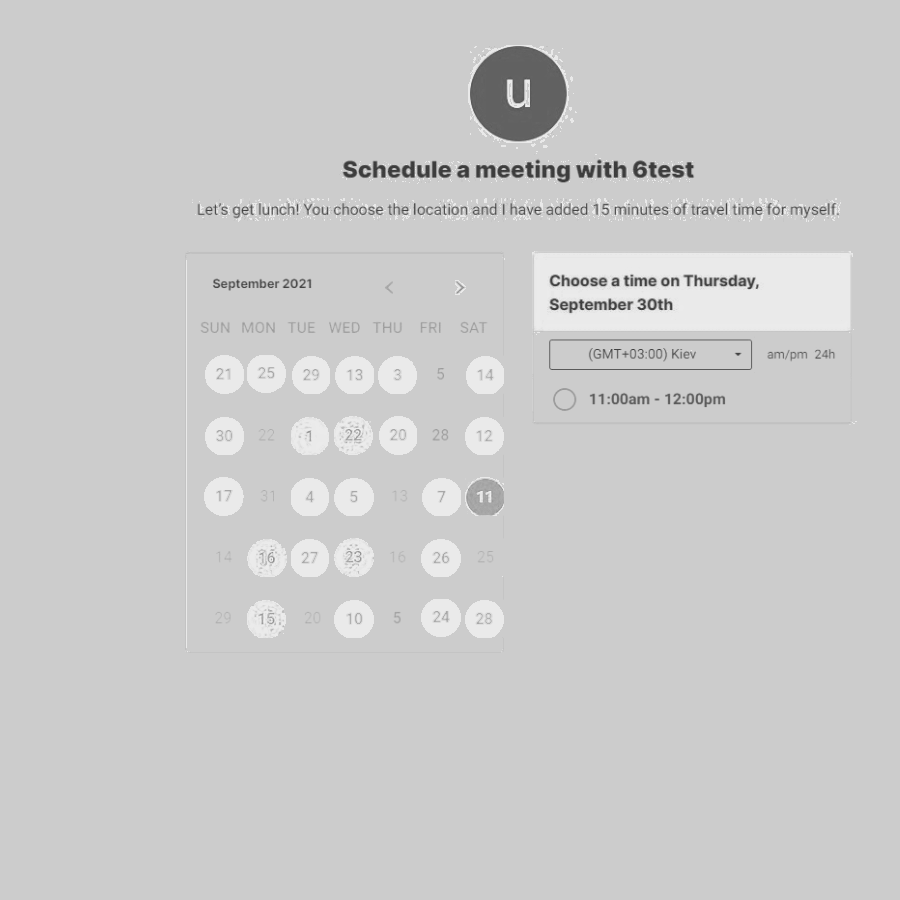 u
Schedule a meeting with 6test
Let's get lunch! You choose the location and I have added 15 minutes of travel time for myself.
September 2021
SUN MON TUE WED THU FRI SAT
21 25 29 13 3 5 14
30 22 1 22 20 28 12
17 31 4 5 13 7 11
14 16 27 23 16 26 25
29 15 20 10 5 24 28
Choose a time on Thursday,
September 30th
(GMT+03:00) Kiev am/pm 24h
11:00am - 12:00pm